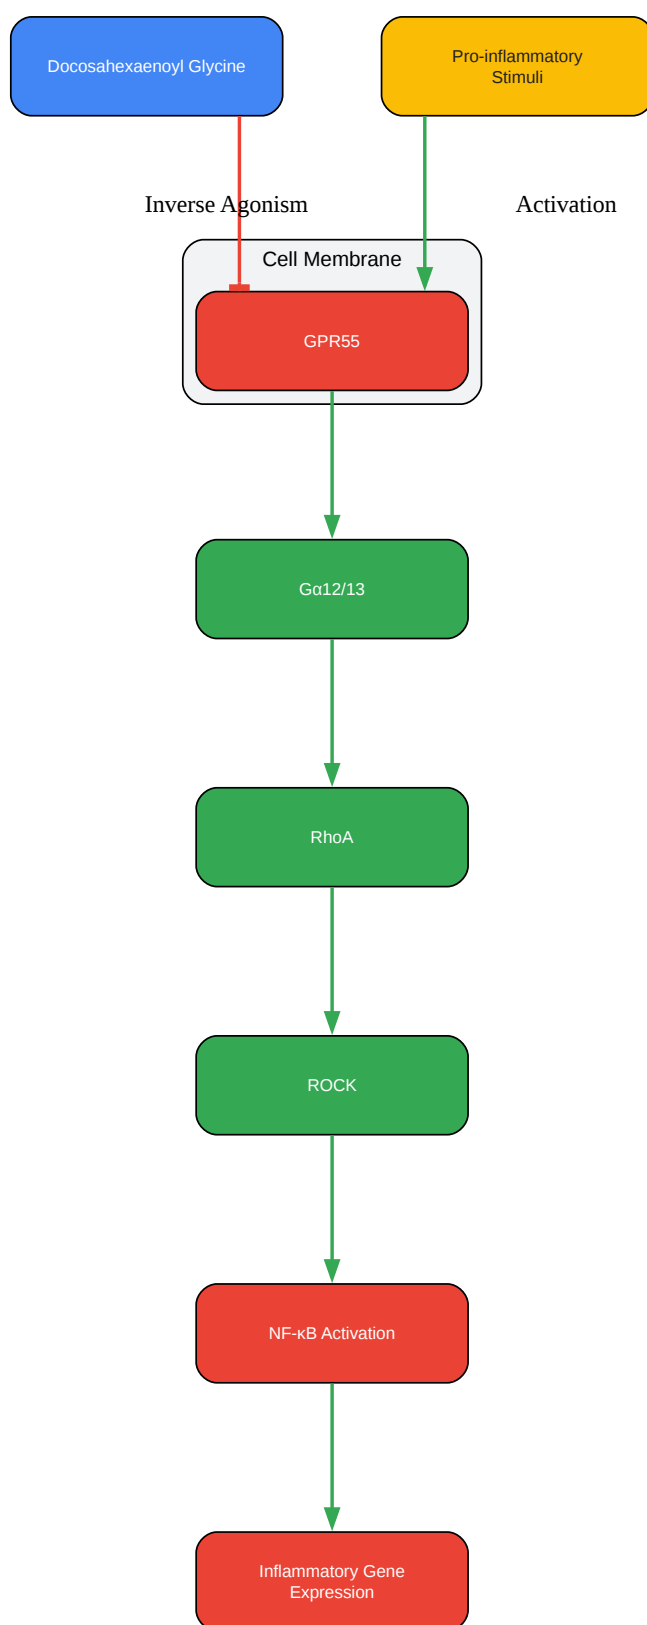 Docosahexaenoyl Glycine
Pro-inflammatory
Stimuli
Inverse Agonism
Activation
Cell Membrane
GPR55
Gα12/13
RhoA
ROCK
NF-κB Activation
Inflammatory Gene
Expression